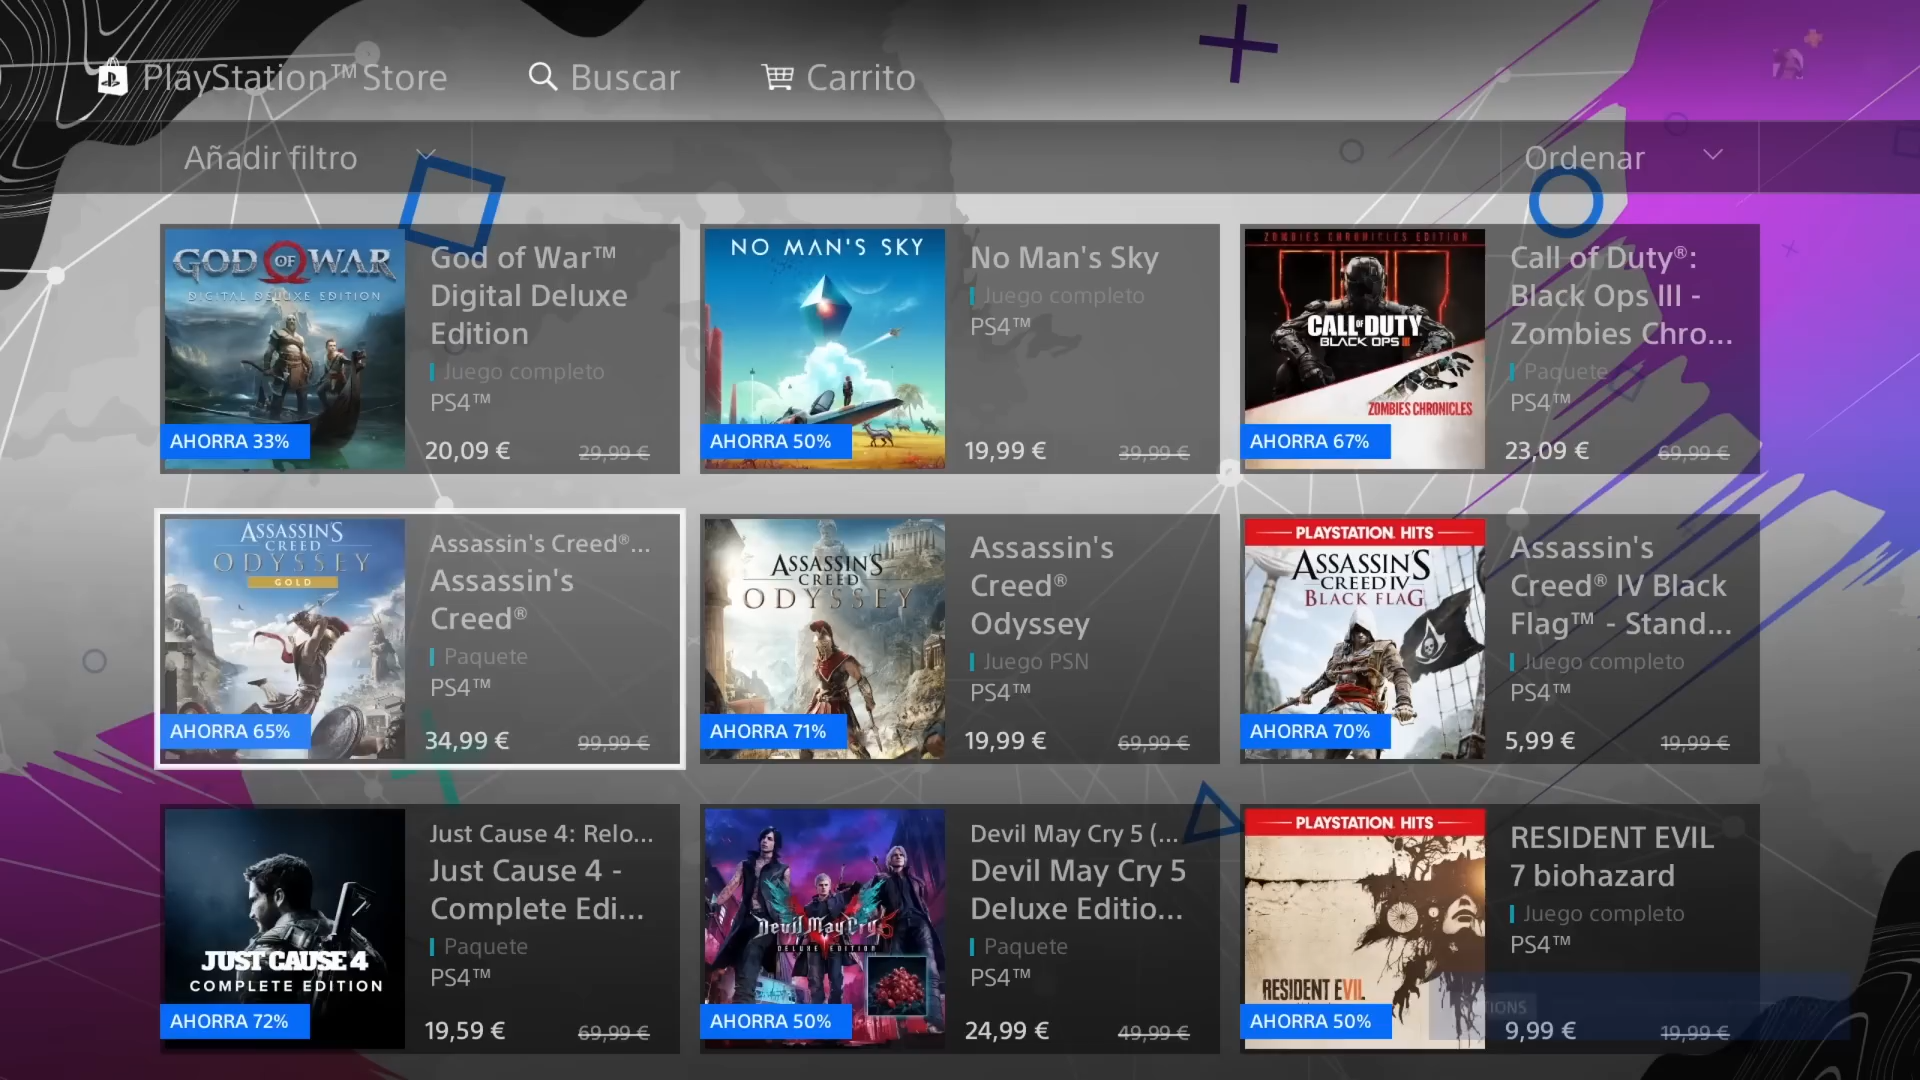 PlayStation™Store
Buscar
Carrito
Añadir filtro
Ordenar
GOD OF WAR
DIGITAL DELUXE EDITION
AHORRA 33%
God of War™
Digital Deluxe
Edition
Juego completo
PS4™
20,09 €
29,99 €
NO MAN'S SKY
AHORRA 50%
No Man's Sky
Juego completo
PS4™
19,99 €
39,99 €
ZOMBIES CHRONICLES EDITION
CALL OF DUTY
BLACK OPS III
ZOMBIES CHRONICLES
AHORRA 67%
Call of Duty®:
Black Ops III -
Zombies Chro...
Paquete
PS4™
23,09 €
69,99 €
ASSASSIN'S
CREED
ODYSSEY
GOLD
AHORRA 65%
Assassin's Creed®...
Assassin's
Creed®
Paquete
PS4™
34,99 €
99,99 €
ASSASSIN'S
CREED
ODYSSEY
AHORRA 71%
Assassin's
Creed®
Odyssey
Juego PSN
PS4™
19,99 €
69,99 €
PLAYSTATION HITS
ASSASSIN'S
CREED IV
BLACK FLAG
AHORRA 70%
Assassin's
Creed® IV Black
Flag™ - Stand...
Juego completo
PS4™
5,99 €
19,99 €
JUST CAUSE 4
COMPLETE EDITION
AHORRA 72%
Just Cause 4: Relo...
Just Cause 4 -
Complete Edi...
Paquete
PS4™
19,59 €
69,99 €
Devil May Cry 5
DELUXE EDITION
AHORRA 50%
Devil May Cry 5 (...
Devil May Cry 5
Deluxe Editio...
Paquete
PS4™
24,99 €
49,99 €
PLAYSTATION HITS
RESIDENT EVIL
AHORRA 50%
RESIDENT EVIL
7 biohazard
Juego completo
PS4™
9,99 €
19,99 €